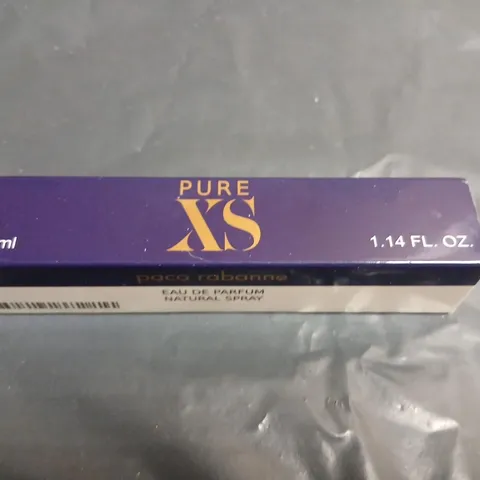 PURE
XS
ml
1.14 FL. OZ.
paco rabanne
EAU DE PARFUM
NATURAL SPRAY